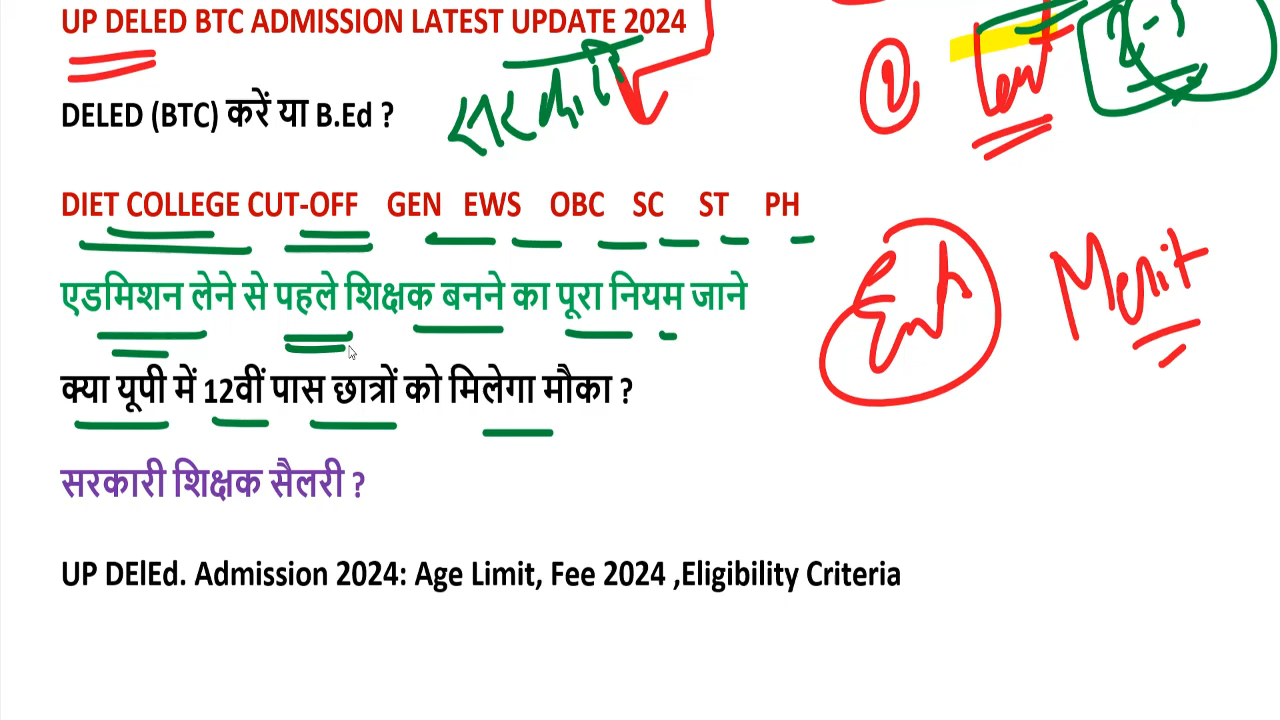 UP DELED BTC ADMISSION LATEST UPDATE 2024
DELED (BTC) करें या B.Ed ?
सरकारी
DIET COLLEGE CUT-OFF GEN EWS OBC SC ST PH
Merit
एडमिशन लेने से पहले शिक्षक बनने का पूरा नियम जाने
क्या यूपी में 12वीं पास छात्रों को मिलेगा मौका ?
सरकारी शिक्षक सैलरी ?
UP DElEd. Admission 2024: Age Limit, Fee 2024 ,Eligibility Criteria